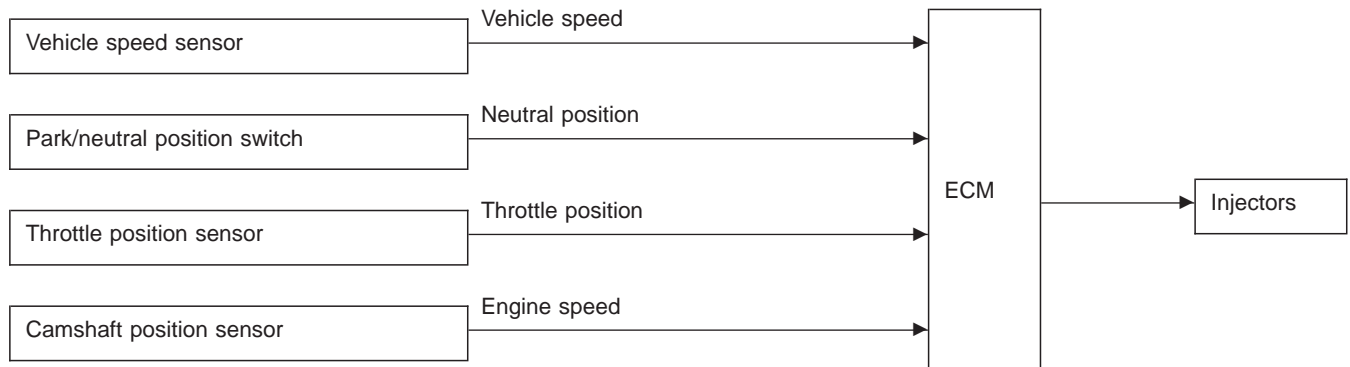 Vehicle speed sensor
Vehicle speed
Park/neutral position switch
Neutral position
Throttle position sensor
Throttle position
Camshaft position sensor
Engine speed
ECM
Injectors